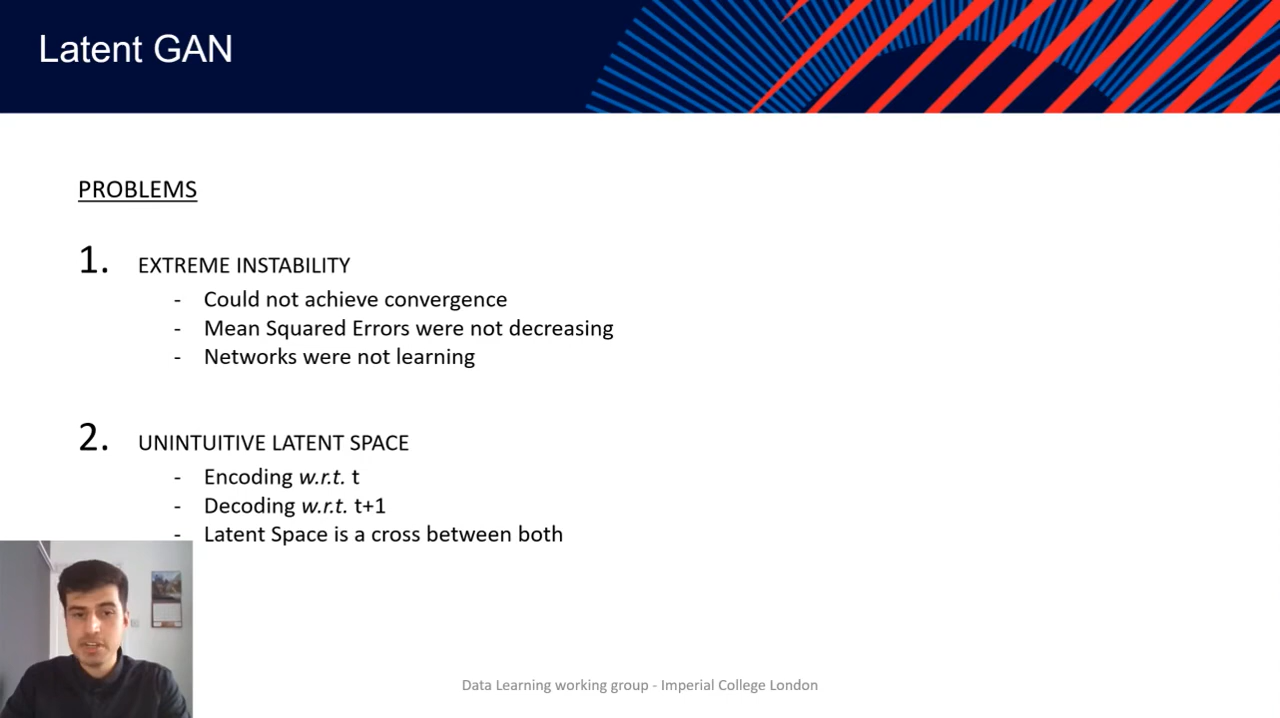 Latent GAN
PROBLEMS
1. EXTREME INSTABILITY
- Could not achieve convergence
- Mean Squared Errors were not decreasing
- Networks were not learning
2. UNINTUITIVE LATENT SPACE
- Encoding w.r.t. t
- Decoding w.r.t. t+1
- Latent Space is a cross between both
Data Learning working group - Imperial College London